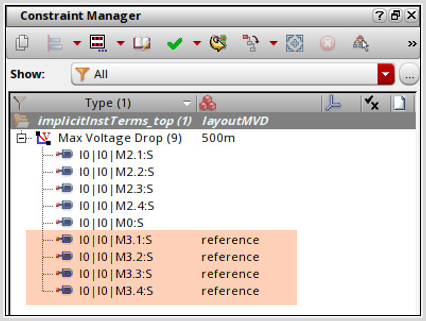 Constraint Manager
Show: All ...
Type (1)
implicitInstTerms_top (1) layoutMVD
Max Voltage Drop (9) 500m
I0|I0|M2.1:S
I0|I0|M2.2:S
I0|I0|M2.3:S
I0|I0|M2.4:S
I0|I0|M0:S
I0|I0|M3.1:S reference
I0|I0|M3.2:S reference
I0|I0|M3.3:S reference
I0|I0|M3.4:S reference